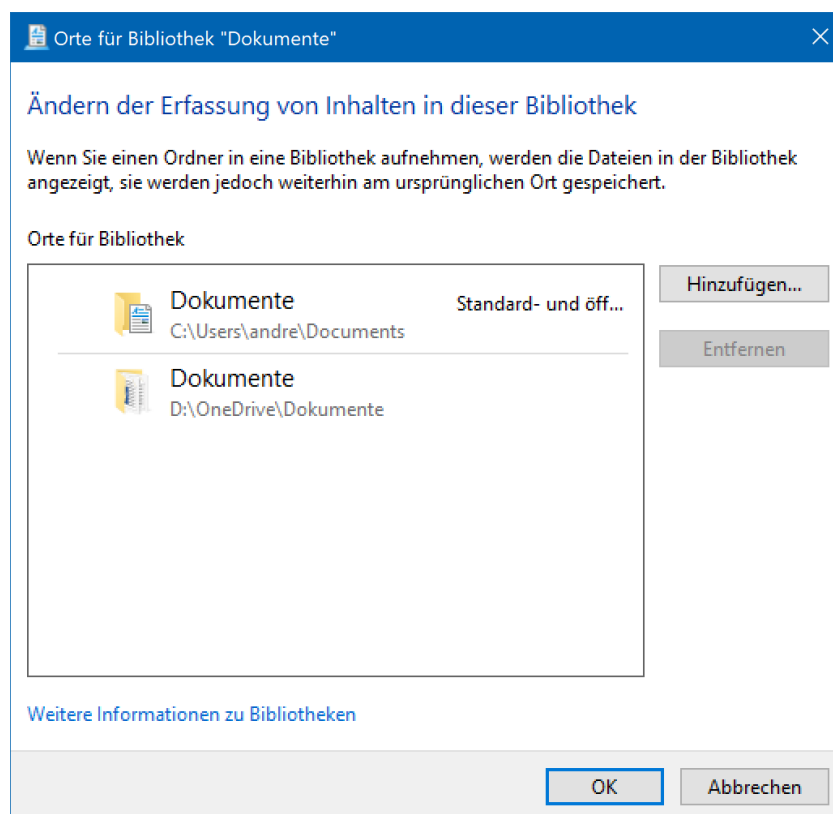 Orte für Bibliothek "Dokumente"
Ändern der Erfassung von Inhalten in dieser Bibliothek
Wenn Sie einen Ordner in eine Bibliothek aufnehmen, werden die Dateien in der Bibliothek
angezeigt, sie werden jedoch weiterhin am ursprünglichen Ort gespeichert.
Orte für Bibliothek
Dokumente
Standard- und öff...
C:\Users\andre\Documents
Dokumente
D:\OneDrive\Dokumente
Hinzufügen...
Entfernen
Weitere Informationen zu Bibliotheken
OK
Abbrechen